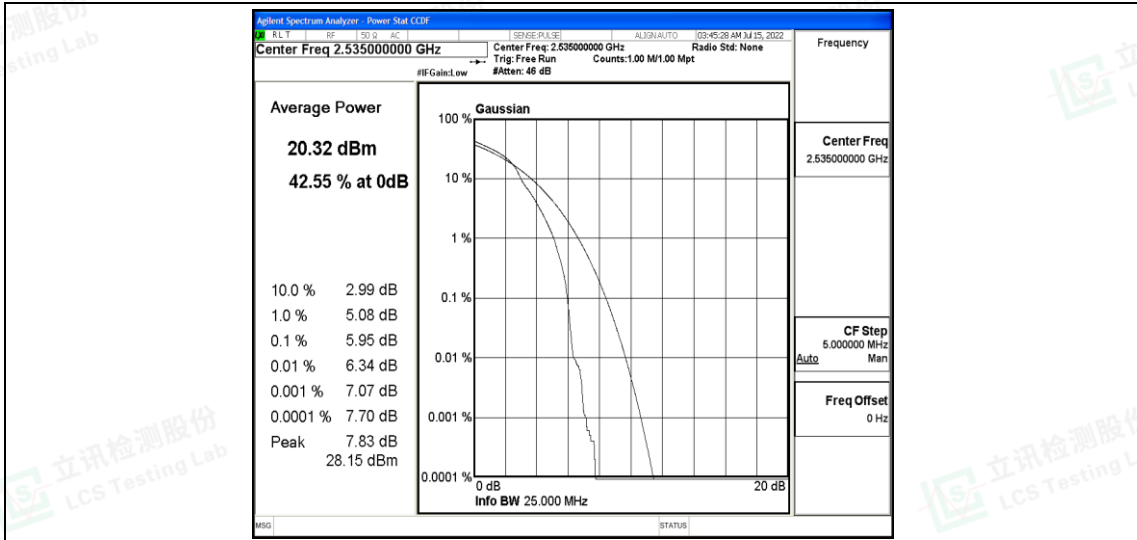 Agilent Spectrum Analyzer - Power Stat CCDF
RLT RF 50 Ω AC SENSE:PULSE ALIGNAUTO 03:45:28 AM Jul 15, 2022
Center Freq 2.535000000 GHz
Center Freq: 2.535000000 GHz Radio Std: None
Trig: Free Run Counts:1.00 M/1.00 Mpt
#IFGain:Low #Atten: 46 dB
Frequency
Average Power
20.32 dBm
42.55 % at 0dB
10.0 % 2.99 dB
1.0 % 5.08 dB
0.1 % 5.95 dB
0.01 % 6.34 dB
0.001 % 7.07 dB
0.0001 % 7.70 dB
Peak 7.83 dB
28.15 dBm
Gaussian
100 %
10 %
1 %
0.1 %
0.01 %
0.001 %
0.0001 %
0 dB 20 dB
Info BW 25.000 MHz
Center Freq
2.535000000 GHz
CF Step
5.000000 MHz
Auto Man
Freq Offset
0 Hz
MSG STATUS
立讯检测股份
LCS Testing Lab
立讯检测股份
LCS Testing L